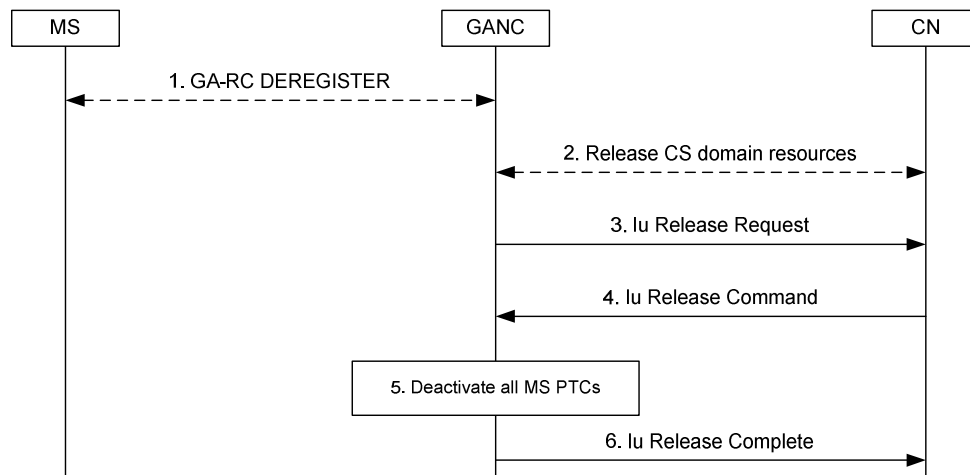 MS
GANC
CN
1. GA-RC DEREGISTER
2. Release CS domain resources
3. Iu Release Request
4. Iu Release Command
5. Deactivate all MS PTCs
6. Iu Release Complete